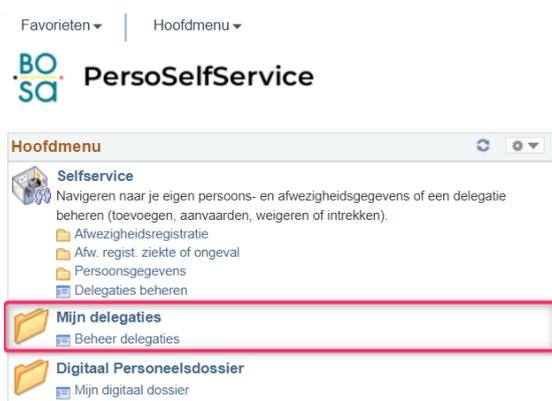 Favorieten Hoofdmenu
BOSa PersoSelfService
Hoofdmenu
Selfservice
Navigeren naar je eigen persoons- en afwezigheidsgegevens of een delegatie
beheren (toevoegen, aanvaarden, weigeren of intrekken).
Afwezigheidsregistratie
Afw. regist. ziekte of ongeval
Persoonsgegevens
Delegaties beheren
Mijn delegaties
Beheer delegaties
Digitaal Personeelsdossier
Mijn digitaal dossier